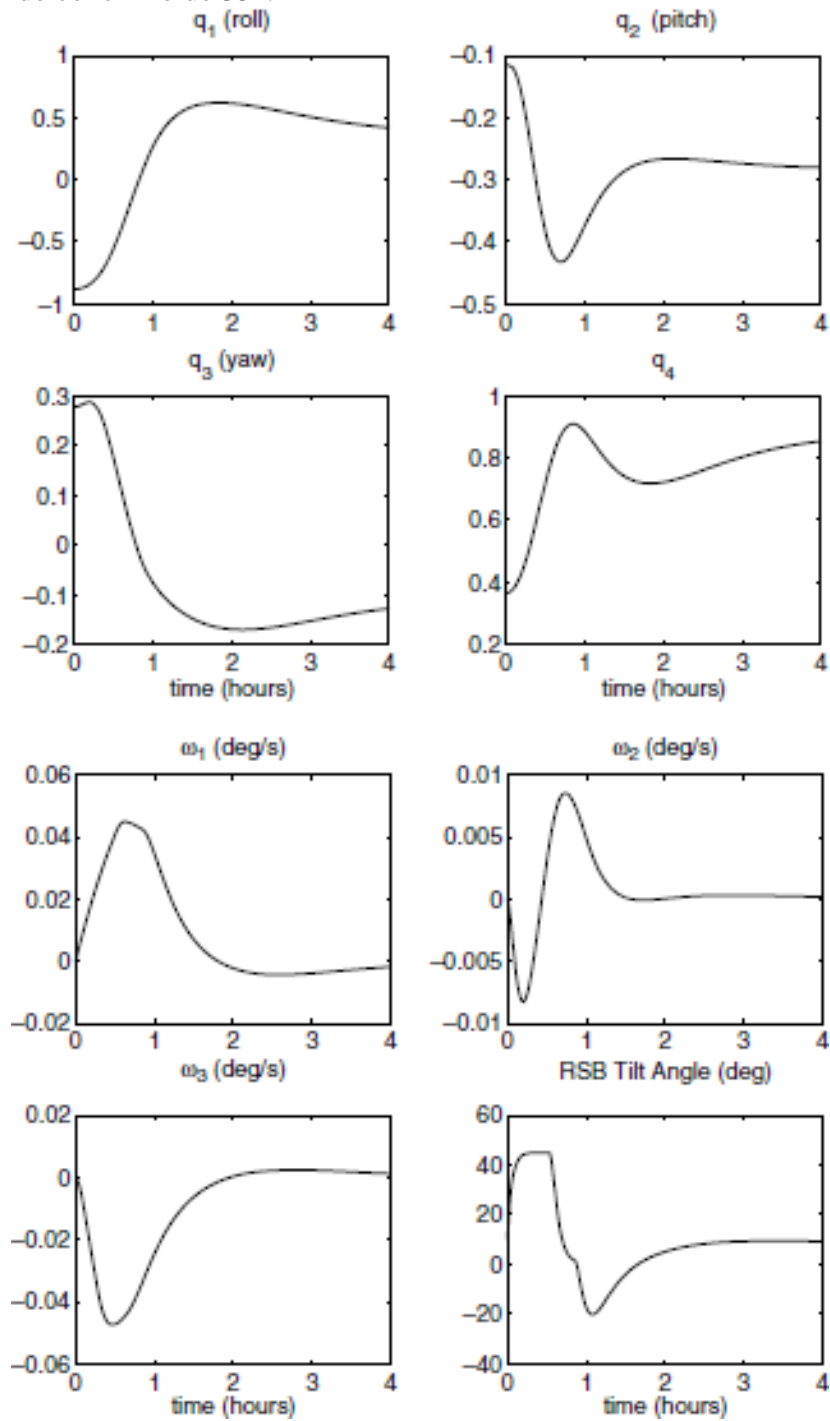 q1 (roll)
q2 (pitch)
1
0.5
0
−0.5
−1
0 1 2 3 4
−0.1
−0.2
−0.3
−0.4
−0.5
0 1 2 3 4
q3 (yaw)
q4
0.3
0.2
0.1
0
−0.1
−0.2
0 1 2 3 4
time (hours)
1
0.8
0.6
0.4
0.2
0 1 2 3 4
time (hours)
ω1 (deg/s)
ω2 (deg/s)
0.06
0.04
0.02
0
−0.02
0 1 2 3 4
0.01
0.005
0
−0.005
−0.01
0 1 2 3 4
ω3 (deg/s)
RSB Tilt Angle (deg)
0.02
0
−0.02
−0.04
−0.06
0 1 2 3 4
time (hours)
60
40
20
0
−20
−40
0 1 2 3 4
time (hours)